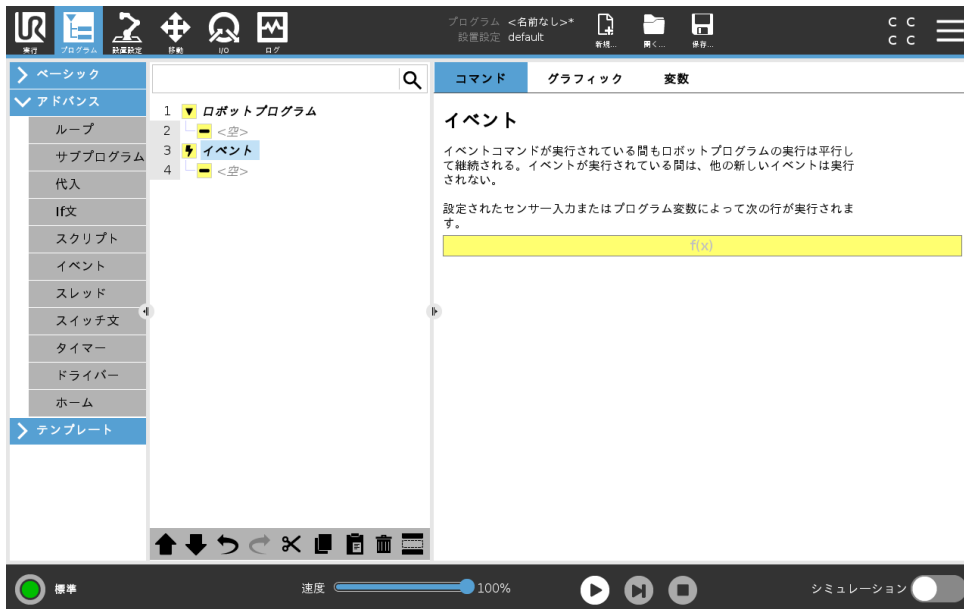 UR
実行
プログラム
設置設定
移動
I/O
ログ
プログラム <名前なし>*
設置設定 default
新規...
開く...
保存...
C C
C C
ベーシック
アドバンス
ループ
サブプログラム
代入
If文
スクリプト
イベント
スレッド
スイッチ文
タイマー
ドライバー
ホーム
テンプレート
1 ロボットプログラム
2 <空>
3 イベント
4 <空>
コマンド グラフィック 変数
イベント
イベントコマンドが実行されている間もロボットプログラムの実行は平行し
て継続される。イベントが実行されている間は、他の新しいイベントは実行
されない。
設定されたセンサー入力またはプログラム変数によって次の行が実行されま
す。
f(x)
標準
速度 100%
シミュレーション